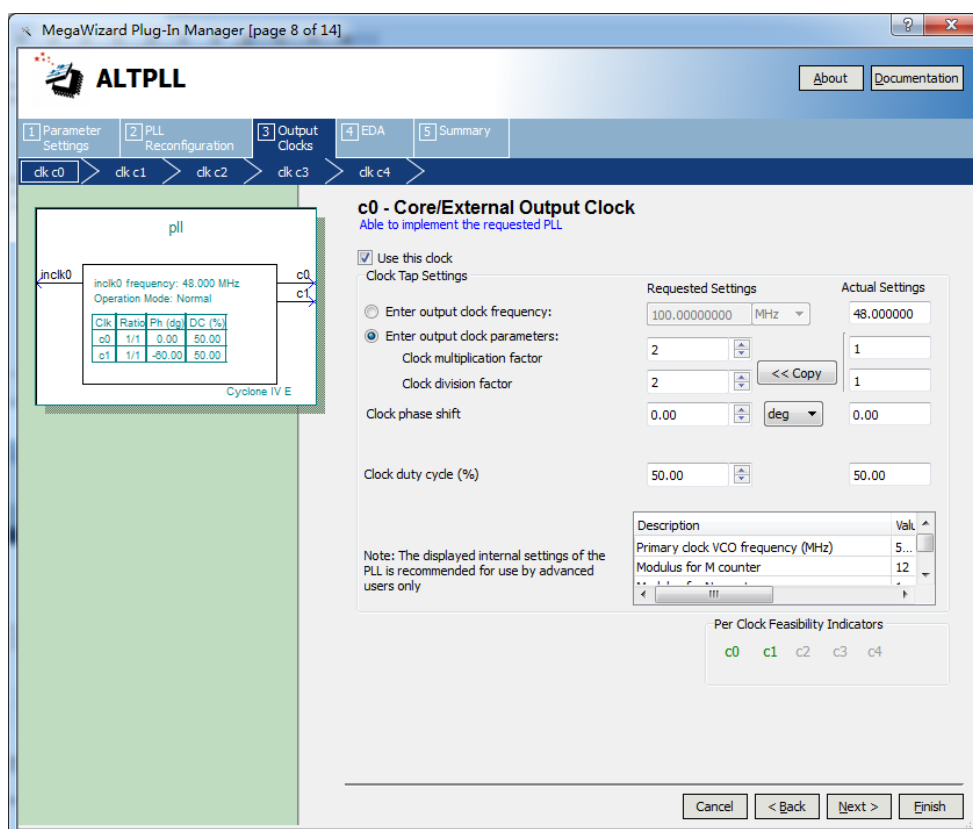 MegaWizard Plug-In Manager [page 8 of 14]
ALTPLL
About
Documentation
1 Parameter Settings
2 PLL Reconfiguration
3 Output Clocks
4 EDA
5 Summary
clk c0
clk c1
clk c2
clk c3
clk c4
pll
inclk0
c0
c1
inclk0 frequency: 48.000 MHz
Operation Mode: Normal
Clk Ratio Ph (dg) DC (%)
c0 1/1 0.00 50.00
c1 1/1 -60.00 50.00
Cyclone IV E
c0 - Core/External Output Clock
Able to implement the requested PLL
Use this clock
Clock Tap Settings
Requested Settings
Actual Settings
Enter output clock frequency:
100.00000000
MHz
48.000000
Enter output clock parameters:
Clock multiplication factor
2
1
<< Copy
Clock division factor
2
1
Clock phase shift
0.00
deg
0.00
Clock duty cycle (%)
50.00
50.00
Note: The displayed internal settings of the
PLL is recommended for use by advanced
users only
Description
Primary clock VCO frequency (MHz) 5...
Modulus for M counter 12
Per Clock Feasibility Indicators
c0 c1 c2 c3 c4
Cancel
< Back
Next >
Finish